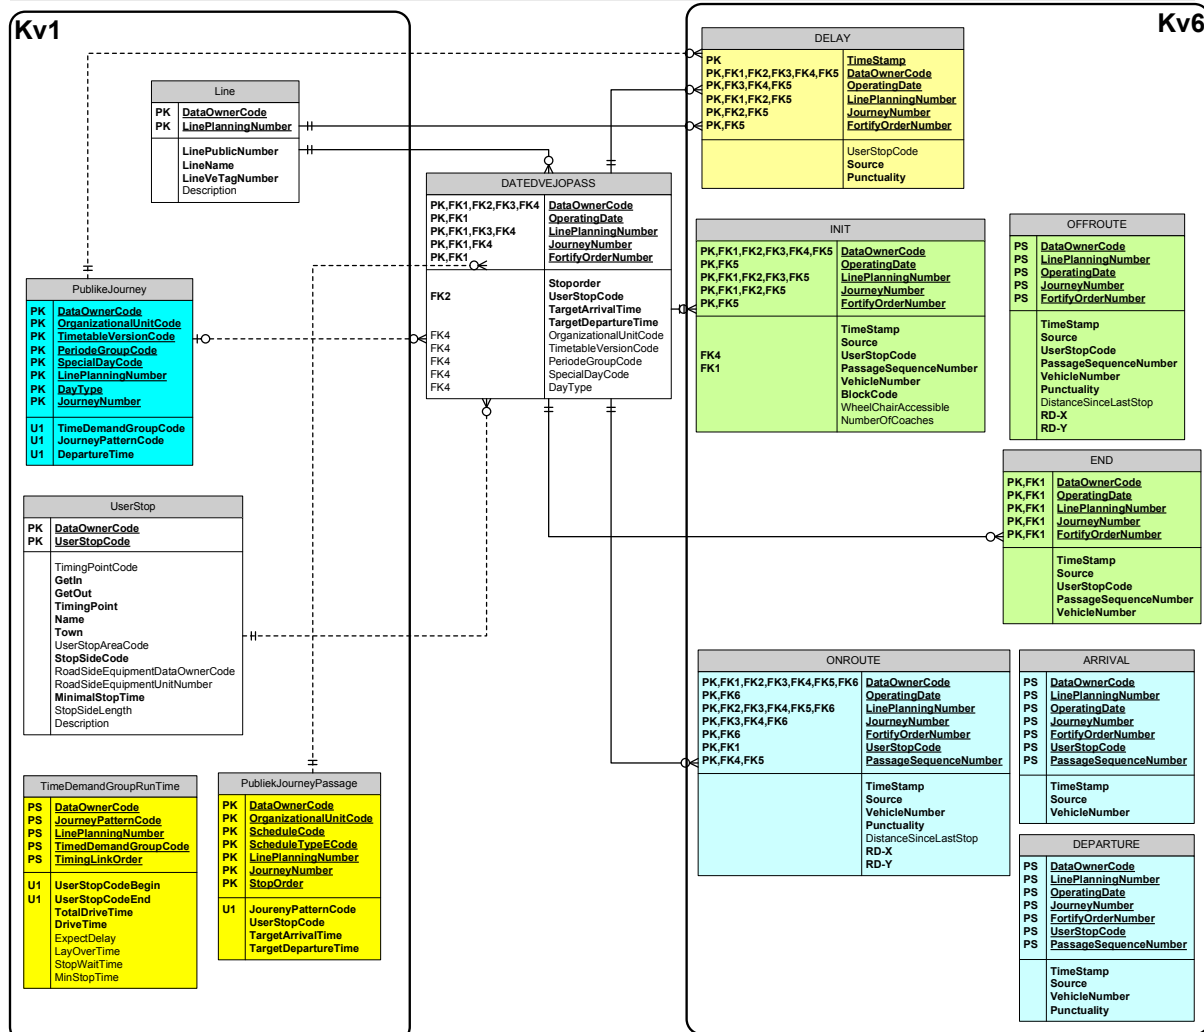 Kv1
Line
PK DataOwnerCode
PK LinePlanningNumber
LinePublicNumber
LineName
LineVeTagNumber
Description
PublikeJourney
PK DataOwnerCode
PK OrganizationalUnitCode
PK TimetableVersionCode
PK PeriodeGroupCode
PK SpecialDayCode
PK LinePlanningNumber
PK DayType
PK JourneyNumber
U1 TimeDemandGroupCode
U1 JourneyPatternCode
U1 DepartureTime
UserStop
PK DataOwnerCode
PK UserStopCode
TimingPointCode
GetIn
GetOut
TimingPoint
Name
Town
UserStopAreaCode
StopSideCode
RoadSideEquipmentDataOwnerCode
RoadSideEquipmentUnitNumber
MinimalStopTime
StopSideLength
Description
TimeDemandGroupRunTime
PS DataOwnerCode
PS JourneyPatternCode
PS LinePlanningNumber
PS TimedDemandGroupCode
PS TimingLinkOrder
U1 UserStopCodeBegin
U1 UserStopCodeEnd
TotalDriveTime
DriveTime
ExpectDelay
LayOverTime
StopWaitTime
MinStopTime
PubliekJourneyPassage
PK DataOwnerCode
PK OrganizationalUnitCode
PK ScheduleCode
PK ScheduleTypeECode
PK LinePlanningNumber
PK JourneyNumber
PK StopOrder
U1 JourenyPatternCode
UserStopCode
TargetArrivalTime
TargetDepartureTime
DATEDVEJOPASS
PK,FK1,FK2,FK3,FK4 DataOwnerCode
PK,FK1 OperatingDate
PK,FK1,FK3,FK4 LinePlanningNumber
PK,FK1,FK4 JourneyNumber
PK,FK1 FortifyOrderNumber
Stoporder
FK2 UserStopCode
TargetArrivalTime
TargetDepartureTime
FK4 OrganizationalUnitCode
FK4 TimetableVersionCode
FK4 PeriodeGroupCode
FK4 SpecialDayCode
FK4 DayType
Kv6
DELAY
PK TimeStamp
PK,FK1,FK2,FK3,FK4,FK5 DataOwnerCode
PK,FK3,FK4,FK5 OperatingDate
PK,FK1,FK2,FK5 LinePlanningNumber
PK,FK2,FK5 JourneyNumber
PK,FK5 FortifyOrderNumber
UserStopCode
Source
Punctuality
INIT
PK,FK1,FK2,FK3,FK4,FK5 DataOwnerCode
PK,FK5 OperatingDate
PK,FK1,FK2,FK3,FK5 LinePlanningNumber
PK,FK1,FK2,FK5 JourneyNumber
PK,FK5 FortifyOrderNumber
TimeStamp
Source
FK4 UserStopCode
FK1 PassageSequenceNumber
VehicleNumber
BlockCode
WheelChairAccessible
NumberOfCoaches
OFFROUTE
PS DataOwnerCode
PS LinePlanningNumber
PS OperatingDate
PS JourneyNumber
PS FortifyOrderNumber
TimeStamp
Source
UserStopCode
PassageSequenceNumber
VehicleNumber
Punctuality
DistanceSinceLastStop
RD-X
RD-Y
END
PK,FK1 DataOwnerCode
PK,FK1 OperatingDate
PK,FK1 LinePlanningNumber
PK,FK1 JourneyNumber
PK,FK1 FortifyOrderNumber
TimeStamp
Source
UserStopCode
PassageSequenceNumber
VehicleNumber
ONROUTE
PK,FK1,FK2,FK3,FK4,FK5,FK6 DataOwnerCode
PK,FK6 OperatingDate
PK,FK2,FK3,FK4,FK5,FK6 LinePlanningNumber
PK,FK3,FK4,FK6 JourneyNumber
PK,FK6 FortifyOrderNumber
PK,FK1 UserStopCode
PK,FK4,FK5 PassageSequenceNumber
TimeStamp
Source
VehicleNumber
Punctuality
DistanceSinceLastStop
RD-X
RD-Y
ARRIVAL
PS DataOwnerCode
PS LinePlanningNumber
PS OperatingDate
PS JourneyNumber
PS FortifyOrderNumber
PS UserStopCode
PS PassageSequenceNumber
TimeStamp
Source
VehicleNumber
DEPARTURE
PS DataOwnerCode
PS LinePlanningNumber
PS OperatingDate
PS JourneyNumber
PS FortifyOrderNumber
PS UserStopCode
PS PassageSequenceNumber
TimeStamp
Source
VehicleNumber
Punctuality